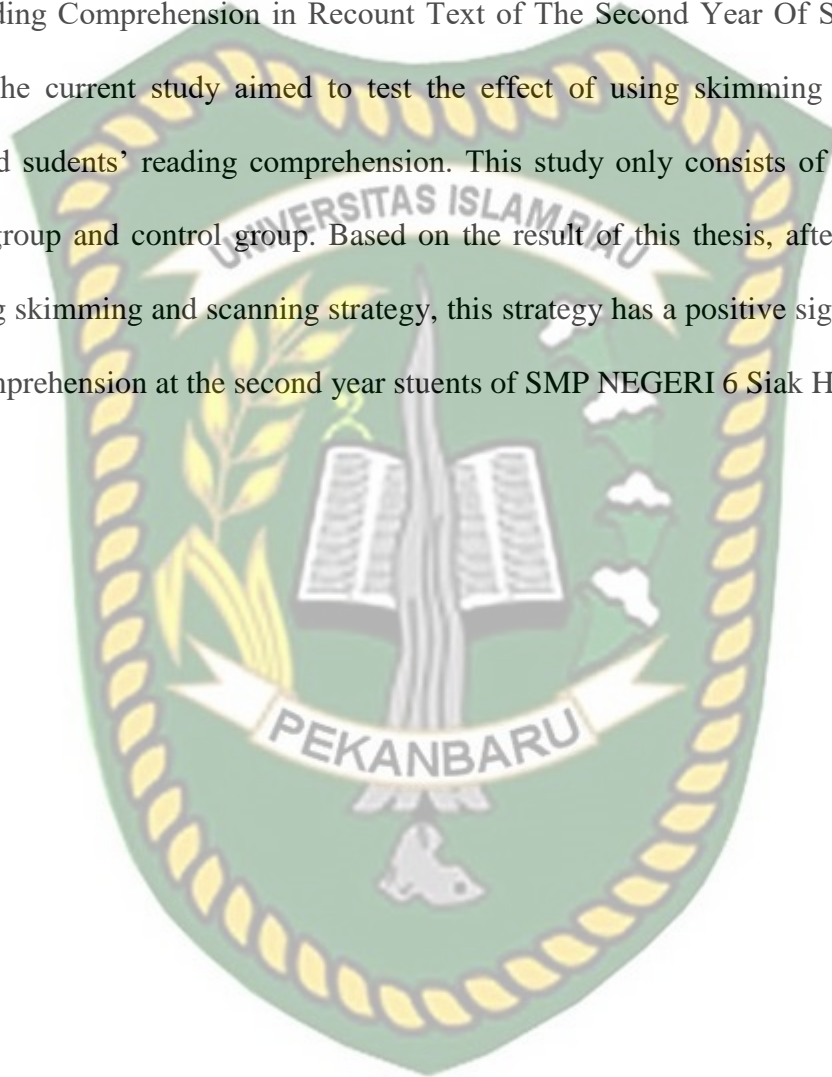 ding Comprehension in Recount Text of The Second Year Of S
he current study aimed to test the effect of using skimming
d sudents’ reading comprehension. This study only consists of
group and control group. Based on the result of this thesis, afte
g skimming and scanning strategy, this strategy has a positive sig
mprehension at the second year stuents of SMP NEGERI 6 Siak H
UNIVERSITAS ISLAM RIAU
PEKANBARU